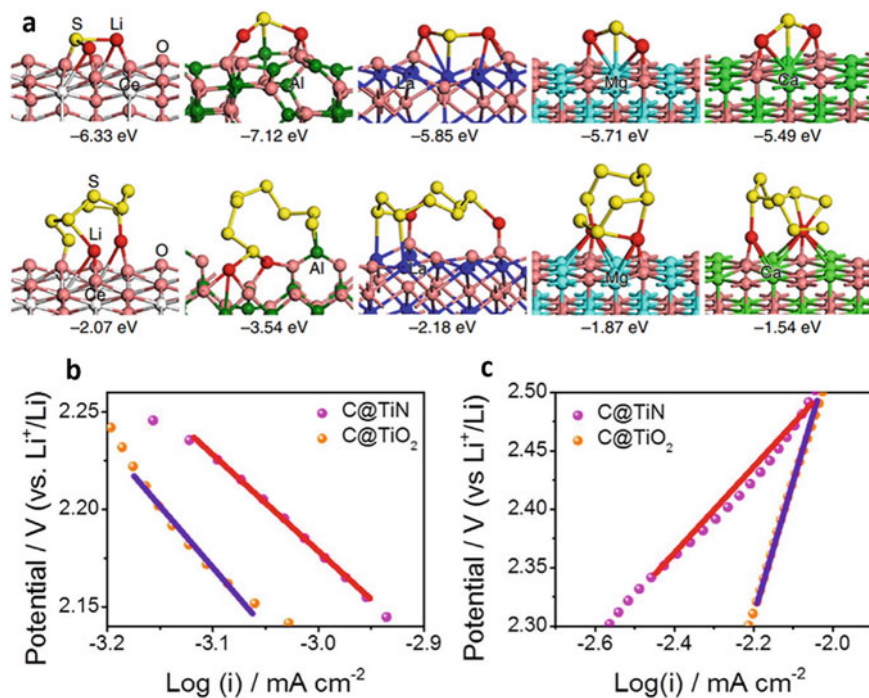 a
S Li O
Ce Al La Mg Ca
−6.33 eV −7.12 eV −5.85 eV −5.71 eV −5.49 eV
S
Li O
Ce Al La Mg Ca
−2.07 eV −3.54 eV −2.18 eV −1.87 eV −1.54 eV
b
2.25
2.20
2.15
Potential / V (vs. Li⁺/Li)
C@TiN
C@TiO₂
-3.2 -3.1 -3.0 -2.9
Log (i) / mA cm⁻²
c
2.50
2.45
2.40
2.35
2.30
Potential / V (vs Li⁺/Li)
C@TiN
C@TiO₂
-2.6 -2.4 -2.2 -2.0
Log(i) / mA cm⁻²